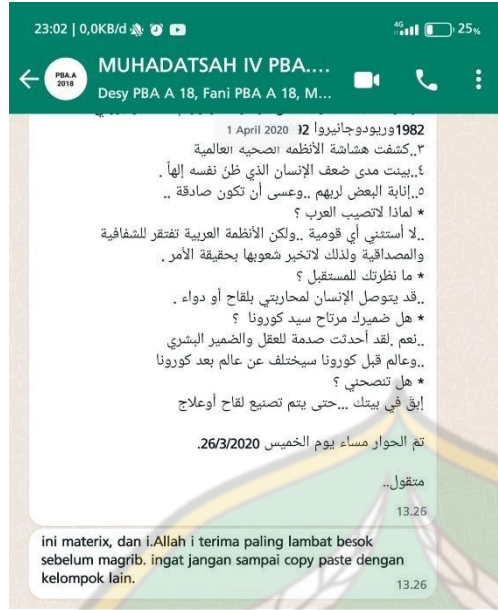 23:02 | 0,0KB/d
4G 25%
PBA.A
2018
MUHADATSAH IV PBA....
Desy PBA A 18, Fani PBA A 18, M...
1982وريودوجانيروا
1 April 2020
٣..كشفت هشاشة الأنظمه الصحيه العالمية
٤..بينت مدى ضعف الإنسان الذي ظنّ نفسه إلهاً .
٥..إنابة البعض لربهم ..وعسى أن تكون صادقة ..
* لماذا لاتصيب العرب ؟
..لا أستثني أي قومية ..ولكن الأنظمة العربية تفتقر للشفافية
والمصداقية ولذلك لاتخبر شعوبها بحقيقة الأمر .
* ما نظرتك للمستقبل ؟
..قد يتوصل الإنسان لمحاربتي بلقاح أو دواء .
* هل ضميرك مرتاح سيد كورونا ؟
..نعم .لقد أحدثت صدمة للعقل والضمير البشري
..وعالم قبل كورونا سيختلف عن عالم بعد كورونا
* هل تنصحني ؟
إبقَ في بيتك ...حتى يتم تصنيع لقاح أوعلاج
تمّ الحوار مساء يوم الخميس 26/3/2020.
متقول..
13.26
ini materix, dan i.Allah i terima paling lambat besok
sebelum magrib. ingat jangan sampai copy paste dengan
kelompok lain.
13.26